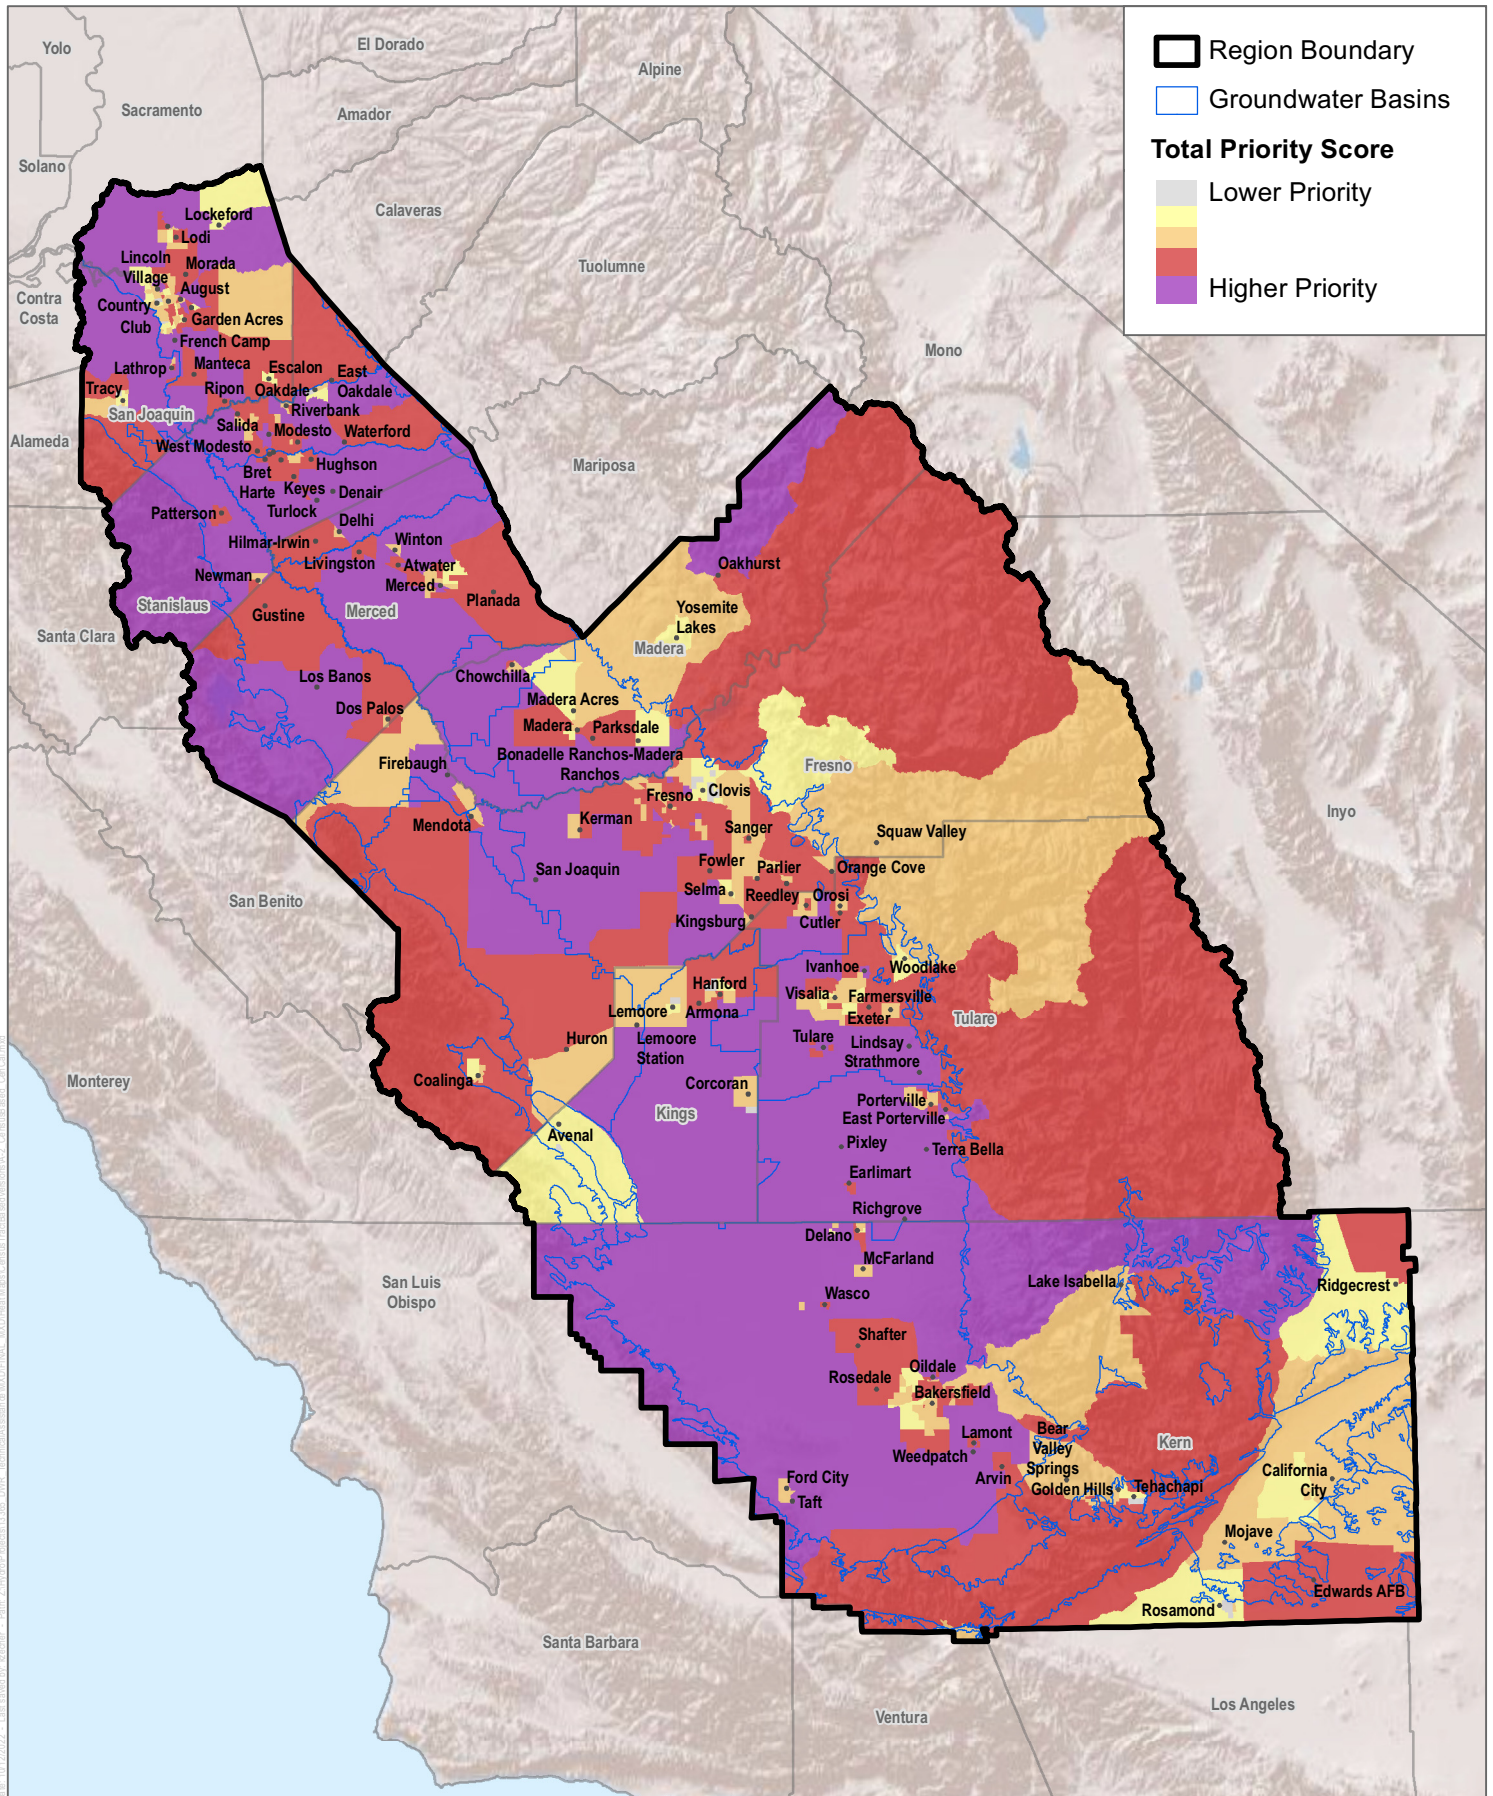 Region Boundary
Groundwater Basins
Total Priority Score
Lower Priority
Higher Priority
Yolo
El Dorado
Alpine
Sacramento
Amador
Solano
Calaveras
Lockeford
Lodi
Lincoln
Village
Morada
Tuolumne
August
Contra
Costa
Country
Club
Garden Acres
French Camp
Mono
Lathrop
Manteca
Escalon
East
Oakdale
Tracy
Ripon
Oakdale
San Joaquin
Riverbank
Salida
Modesto
Waterford
Alameda
West Modesto
Bret
Harte
Hughson
Mariposa
Keyes
Denair
Turlock
Patterson
Delhi
Hilmar-Irwin
Winton
Livingston
Atwater
Oakhurst
Newman
Merced
Planada
Stanislaus
Merced
Gustine
Yosemite
Lakes
Santa Clara
Madera
Los Banos
Chowchilla
Dos Palos
Madera Acres
Madera
Parksdale
Bonadelle Ranchos-Madera
Ranchos
Firebaugh
Fresno
Fresno
Clovis
Inyo
Mendota
Kerman
Sanger
Squaw Valley
San Joaquin
Fowler
Parlier
Orange Cove
Selma
Reedley
Orosi
San Benito
Kingsburg
Cutler
Ivanhoe
Woodlake
Hanford
Visalia
Farmersville
Lemoore
Armona
Exeter
Tulare
Huron
Lemoore
Station
Tulare
Lindsay
Strathmore
Monterey
Coalinga
Corcoran
Kings
Porterville
East Porterville
Avenal
Pixley
Terra Bella
Earlimart
Richgrove
Delano
McFarland
San Luis
Obispo
Lake Isabella
Ridgecrest
Wasco
Shafter
Oildale
Rosedale
Bakersfield
Lamont
Bear
Valley
Springs
Kern
Weedpatch
Ford City
Arvin
Golden Hills
Tehachapi
California
City
Taft
Mojave
Edwards AFB
Rosamond
Santa Barbara
Ventura
Los Angeles